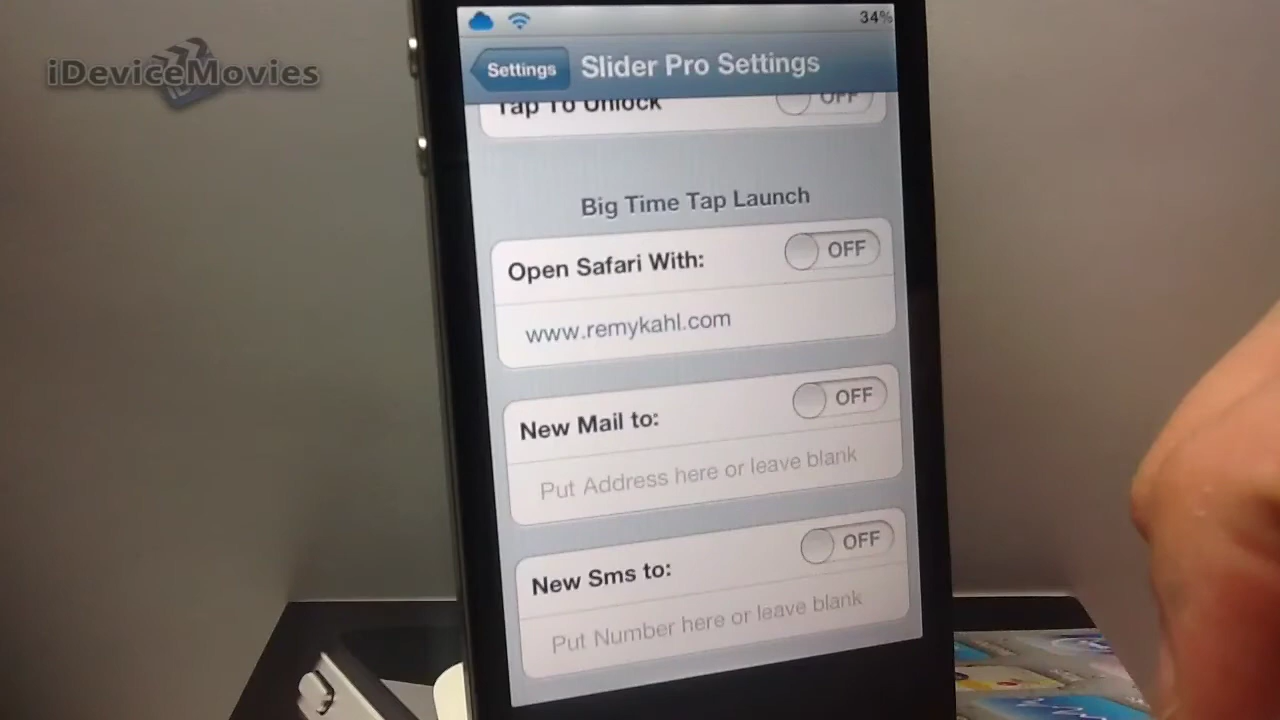 iDeviceMovies
34%
Settings
Slider Pro Settings
Tap To Unlock
OFF
Big Time Tap Launch
Open Safari With:
OFF
www.remykahl.com
New Mail to:
OFF
Put Address here or leave blank
New Sms to:
OFF
Put Number here or leave blank